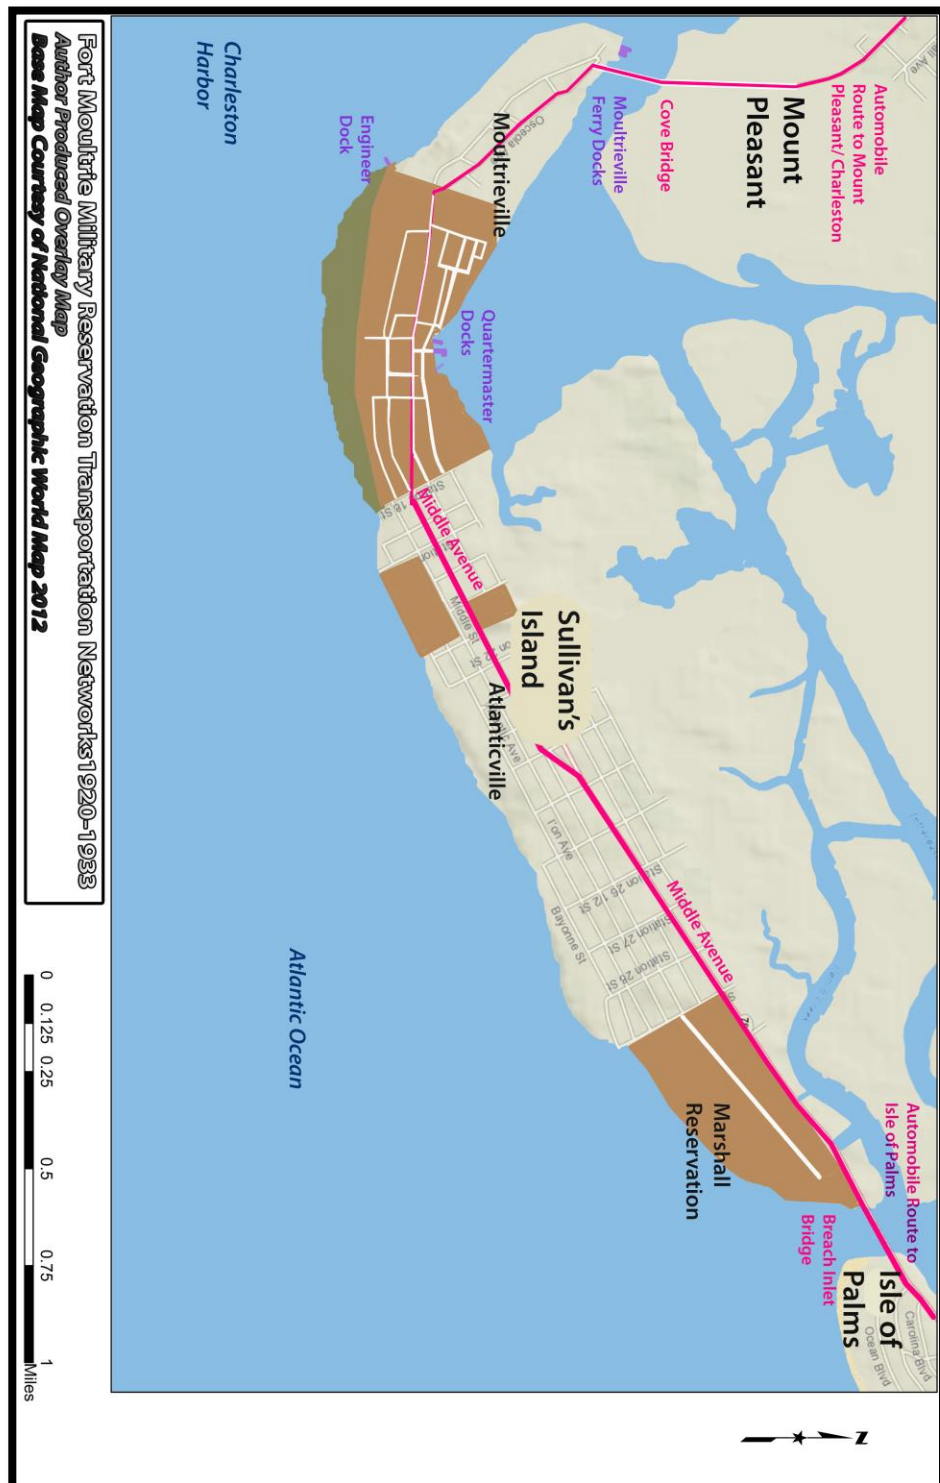 Automobile
Route to Mount
Pleasant/ Charleston
Mount
Pleasant
Cove Bridge
Moultrieville
Ferry Docks
Charleston
Harbor
Osceola
Moultrieville
Engineer
Dock
Quartermaster
Docks
Middle Avenue
18 St
Middle St
Sullivan's
Island
Atlanticville
I'on Ave
Bayonne St
Station 26 1/2 St
Station 27 St
Station 28 St
Middle Avenue
Atlantic Ocean
Marshall
Reservation
Automobile Route to
Isle of Palms
Breach Inlet
Bridge
Isle of
Palms
Carolina Blvd
Ocean Blvd
Fort Moultrie Military Reservation Transportation Networks1920-1933
Author Produced Overlay Map
Base Map Courtesy of National Geographic World Map 2012
0 0.125 0.25 0.5 0.75 1
Miles
N